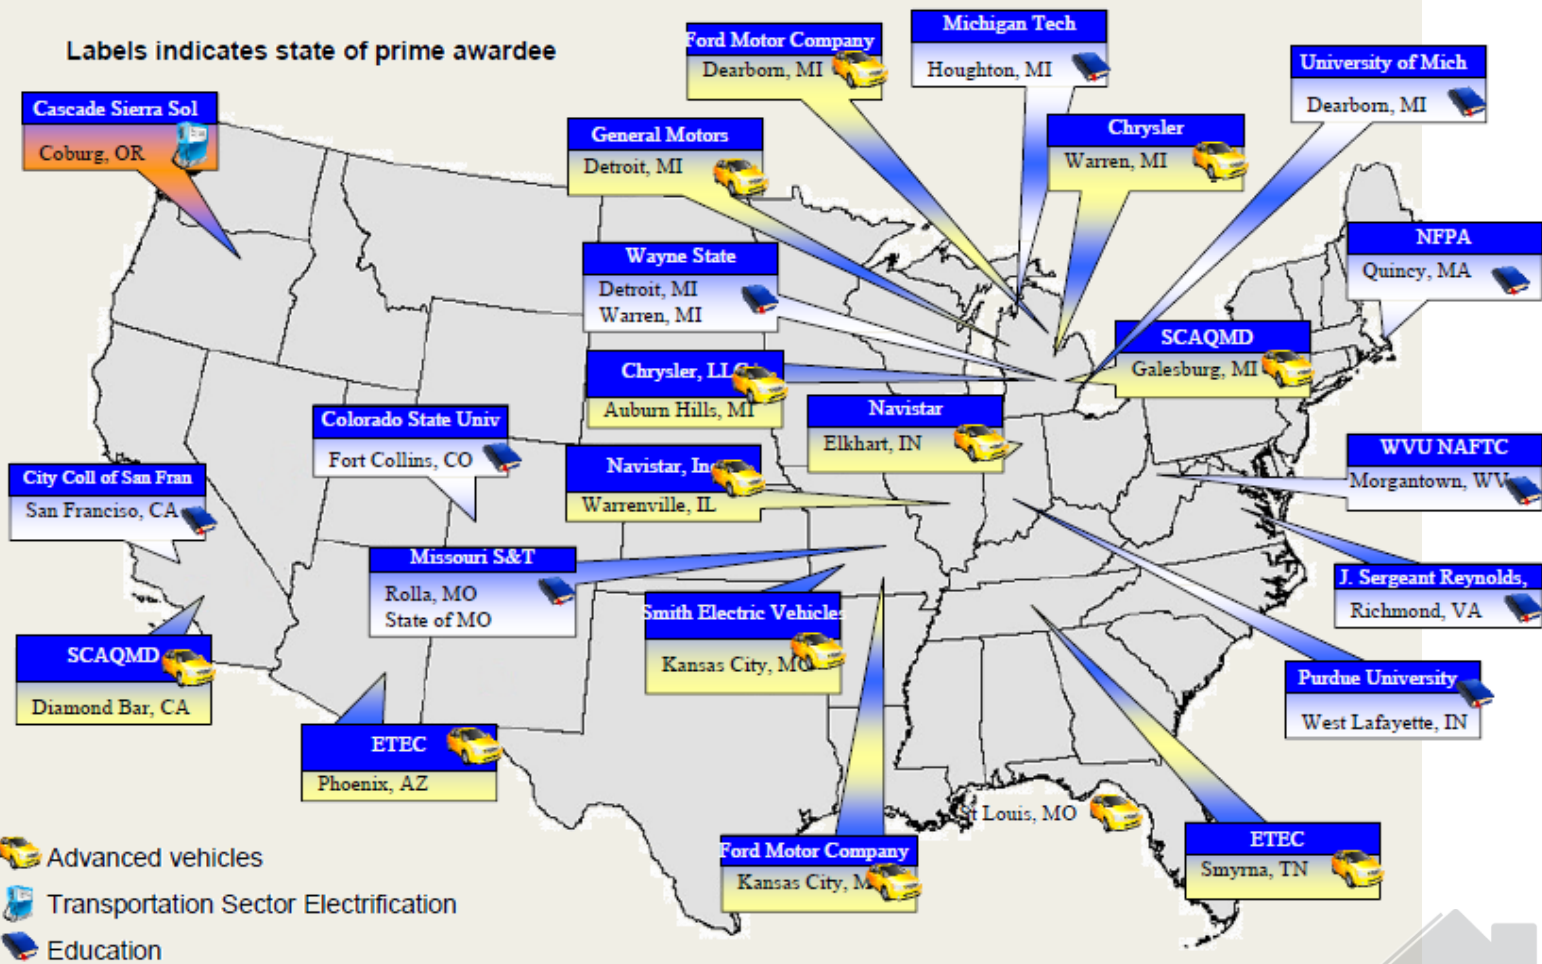 Labels indicates state of prime awardee
Ford Motor Company
Dearborn, MI
Michigan Tech
Houghton, MI
University of Mich
Dearborn, MI
Cascade Sierra Sol
Coburg, OR
General Motors
Detroit, MI
Chrysler
Warren, MI
NFPA
Quincy, MA
Wayne State
Detroit, MI
Warren, MI
SCAQMD
Galesburg, MI
Chrysler, LLC
Auburn Hills, MI
Navistar
Elkhart, IN
Colorado State Univ
Fort Collins, CO
WVU NAFTC
Morgantown, WV
City Coll of San Fran
San Franciso, CA
Navistar, Inc
Warrenville, IL
Missouri S&T
Rolla, MO
State of MO
J. Sergeant Reynolds,
Richmond, VA
Smith Electric Vehicles
Kansas City, MO
SCAQMD
Diamond Bar, CA
Purdue University
West Lafayette, IN
ETEC
Phoenix, AZ
St Louis, MO
Ford Motor Company
Kansas City, M
ETEC
Smyrna, TN
Advanced vehicles
Transportation Sector Electrification
Education